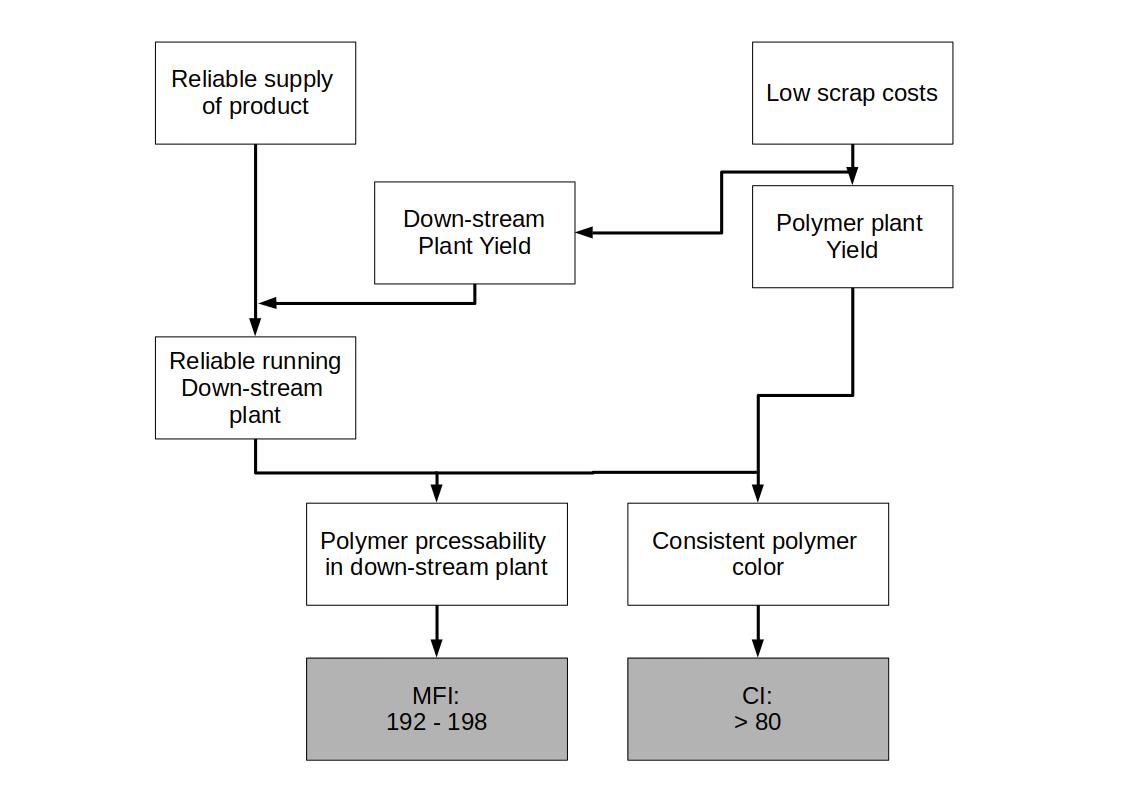 Reliable supply
of product
Low scrap costs
Down-stream
Plant Yield
Polymer plant
Yield
Reliable running
Down-stream
plant
Polymer prcessability
in down-stream plant
Consistent polymer
color
MFI:
192 - 198
CI:
> 80